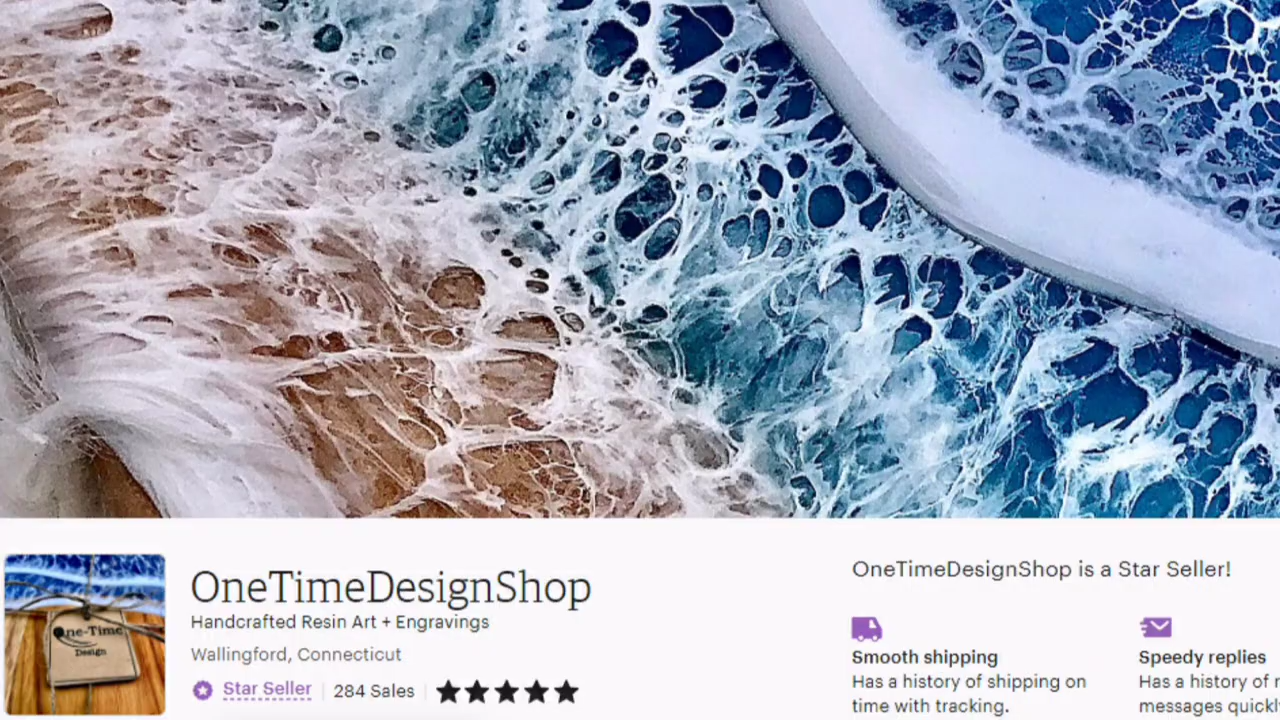 OneTimeDesignShop
Handcrafted Resin Art + Engravings
Wallingford, Connecticut
Star Seller
284 Sales
One-Time
Design
OneTimeDesignShop is a Star Seller!
Smooth shipping
Has a history of shipping on
time with tracking.
Speedy replies
Has a history of
messages